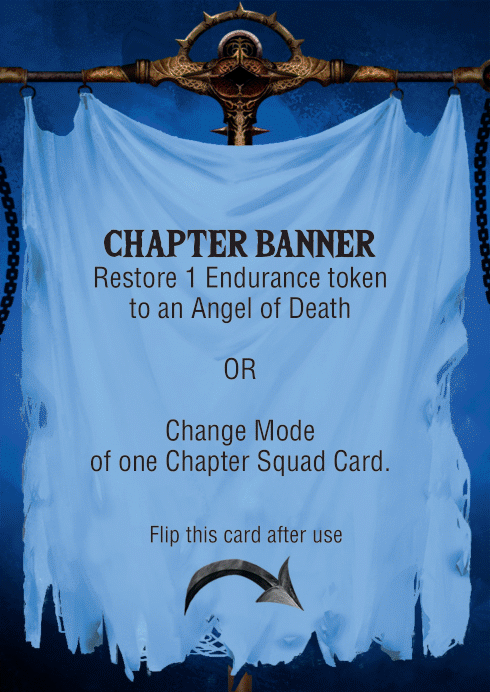 CHAPTER BANNER
Restore 1 Endurance token
to an Angel of Death
OR
Change Mode
of one Chapter Squad Card.
Flip this card after use